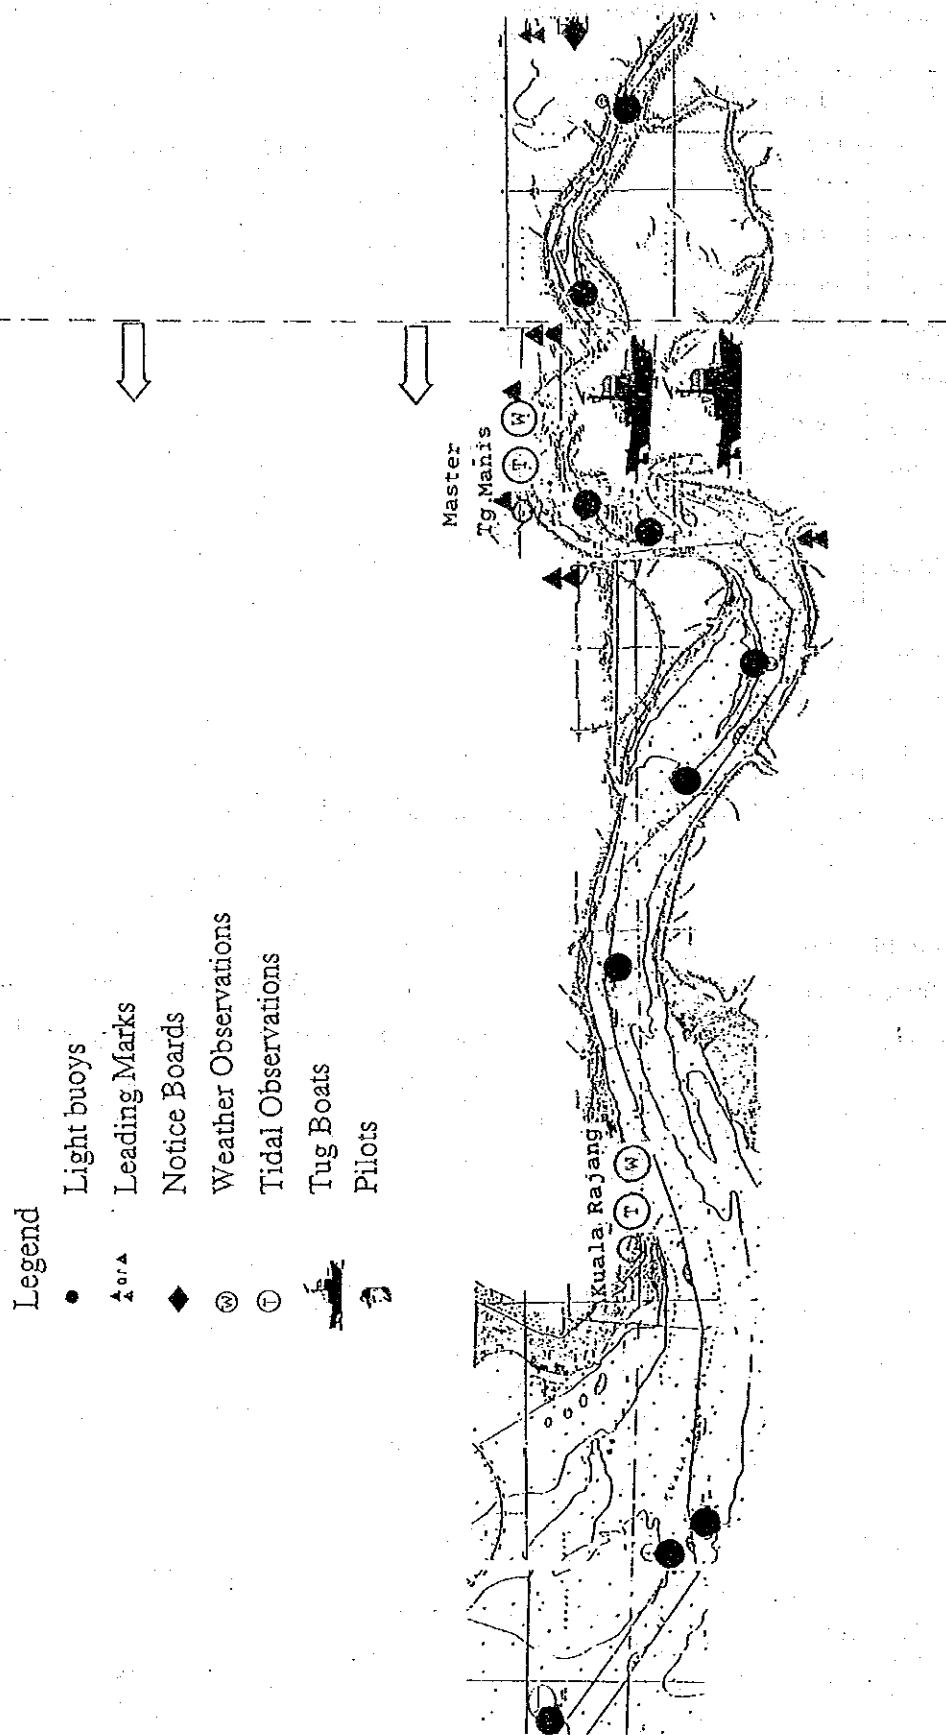 Legend
Light buoys
or Leading Marks
Notice Boards
W Weather Observations
T Tidal Observations
Tug Boats
Pilots
Kuala Rajang
T W
Master
Tg Manis
T W